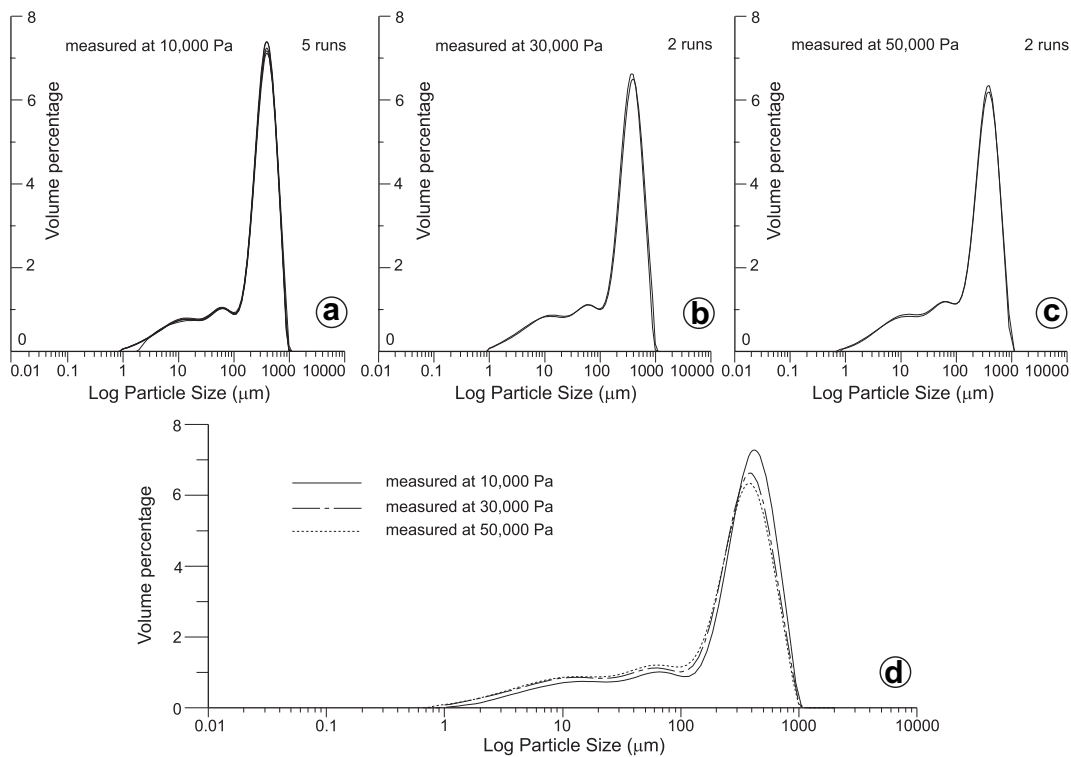 8
measured at 10,000 Pa 5 runs
6
4
2
0
Volume percentage
a
0.01 0.1 1 10 100 1000 10000
Log Particle Size (μm)
8
measured at 30,000 Pa 2 runs
6
4
2
0
Volume percentage
b
0.01 0.1 1 10 100 1000 10000
Log Particle Size (μm)
8
measured at 50,000 Pa 2 runs
6
4
2
0
Volume percentage
c
0.01 0.1 1 10 100 1000 10000
Log Particle Size (μm)
8
6
4
2
0
Volume percentage
measured at 10,000 Pa
measured at 30,000 Pa
measured at 50,000 Pa
d
0.01 0.1 1 10 100 1000 10000
Log Particle Size (μm)